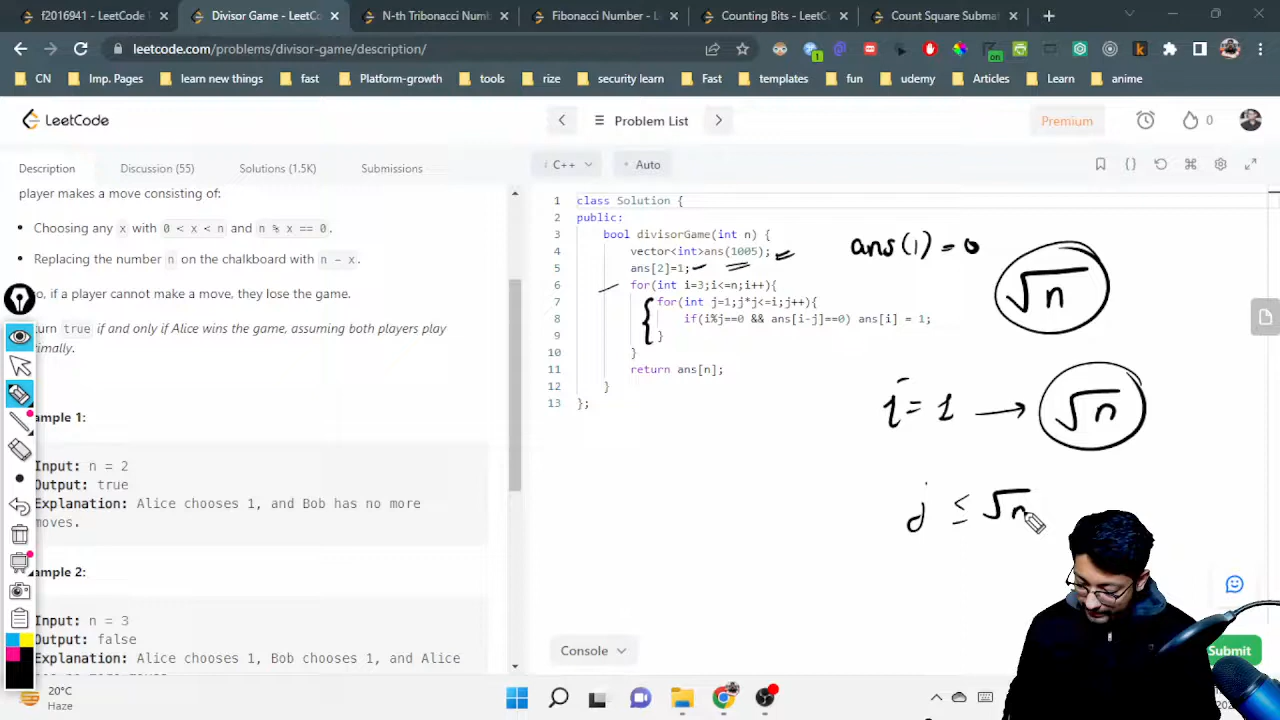 f2016941 - LeetCode
Divisor Game - LeetC
N-th Tribonacci Num
Fibonacci Number - L
Counting Bits - LeetC
Count Square Subma
leetcode.com/problems/divisor-game/description/
CN
Imp. Pages
learn new things
fast
Platform-growth
tools
rise
security learn
Fast
templates
fun
udemy
Articles
Learn
anime
LeetCode
Problem List
Premium
0
Description
Discussion (55)
Solutions (1.5K)
Submissions
i C++
Auto
player makes a move consisting of:
• Choosing any x with 0 < x < n and n % x == 0.
• Replacing the number n on the chalkboard with n - x.
o, if a player cannot make a move, they lose the game.
urn true if and only if Alice wins the game, assuming both players play
imally.
ample 1:
Input: n = 2
Output: true
Explanation: Alice chooses 1, and Bob has no more
moves.
ample 2:
Input: n = 3
Output: false
Explanation: Alice chooses 1, Bob chooses 1, and Alice
1 class Solution {
2 public:
3 bool divisorGame(int n) {
4 vector<int>ans(1005);
5 ans[2]=1;
6 for(int i=3;i<=n;i++){
7 for(int j=1;j*j<=i;j++){
8 if(i%j==0 && ans[i-j]==0) ans[i] = 1;
9 }
10 }
11 return ans[n];
12 }
13 };
ans(1) = 0
√n
i = 1 → √n
j ≤ √n
Console
Submit
on
1
20°C
Haze